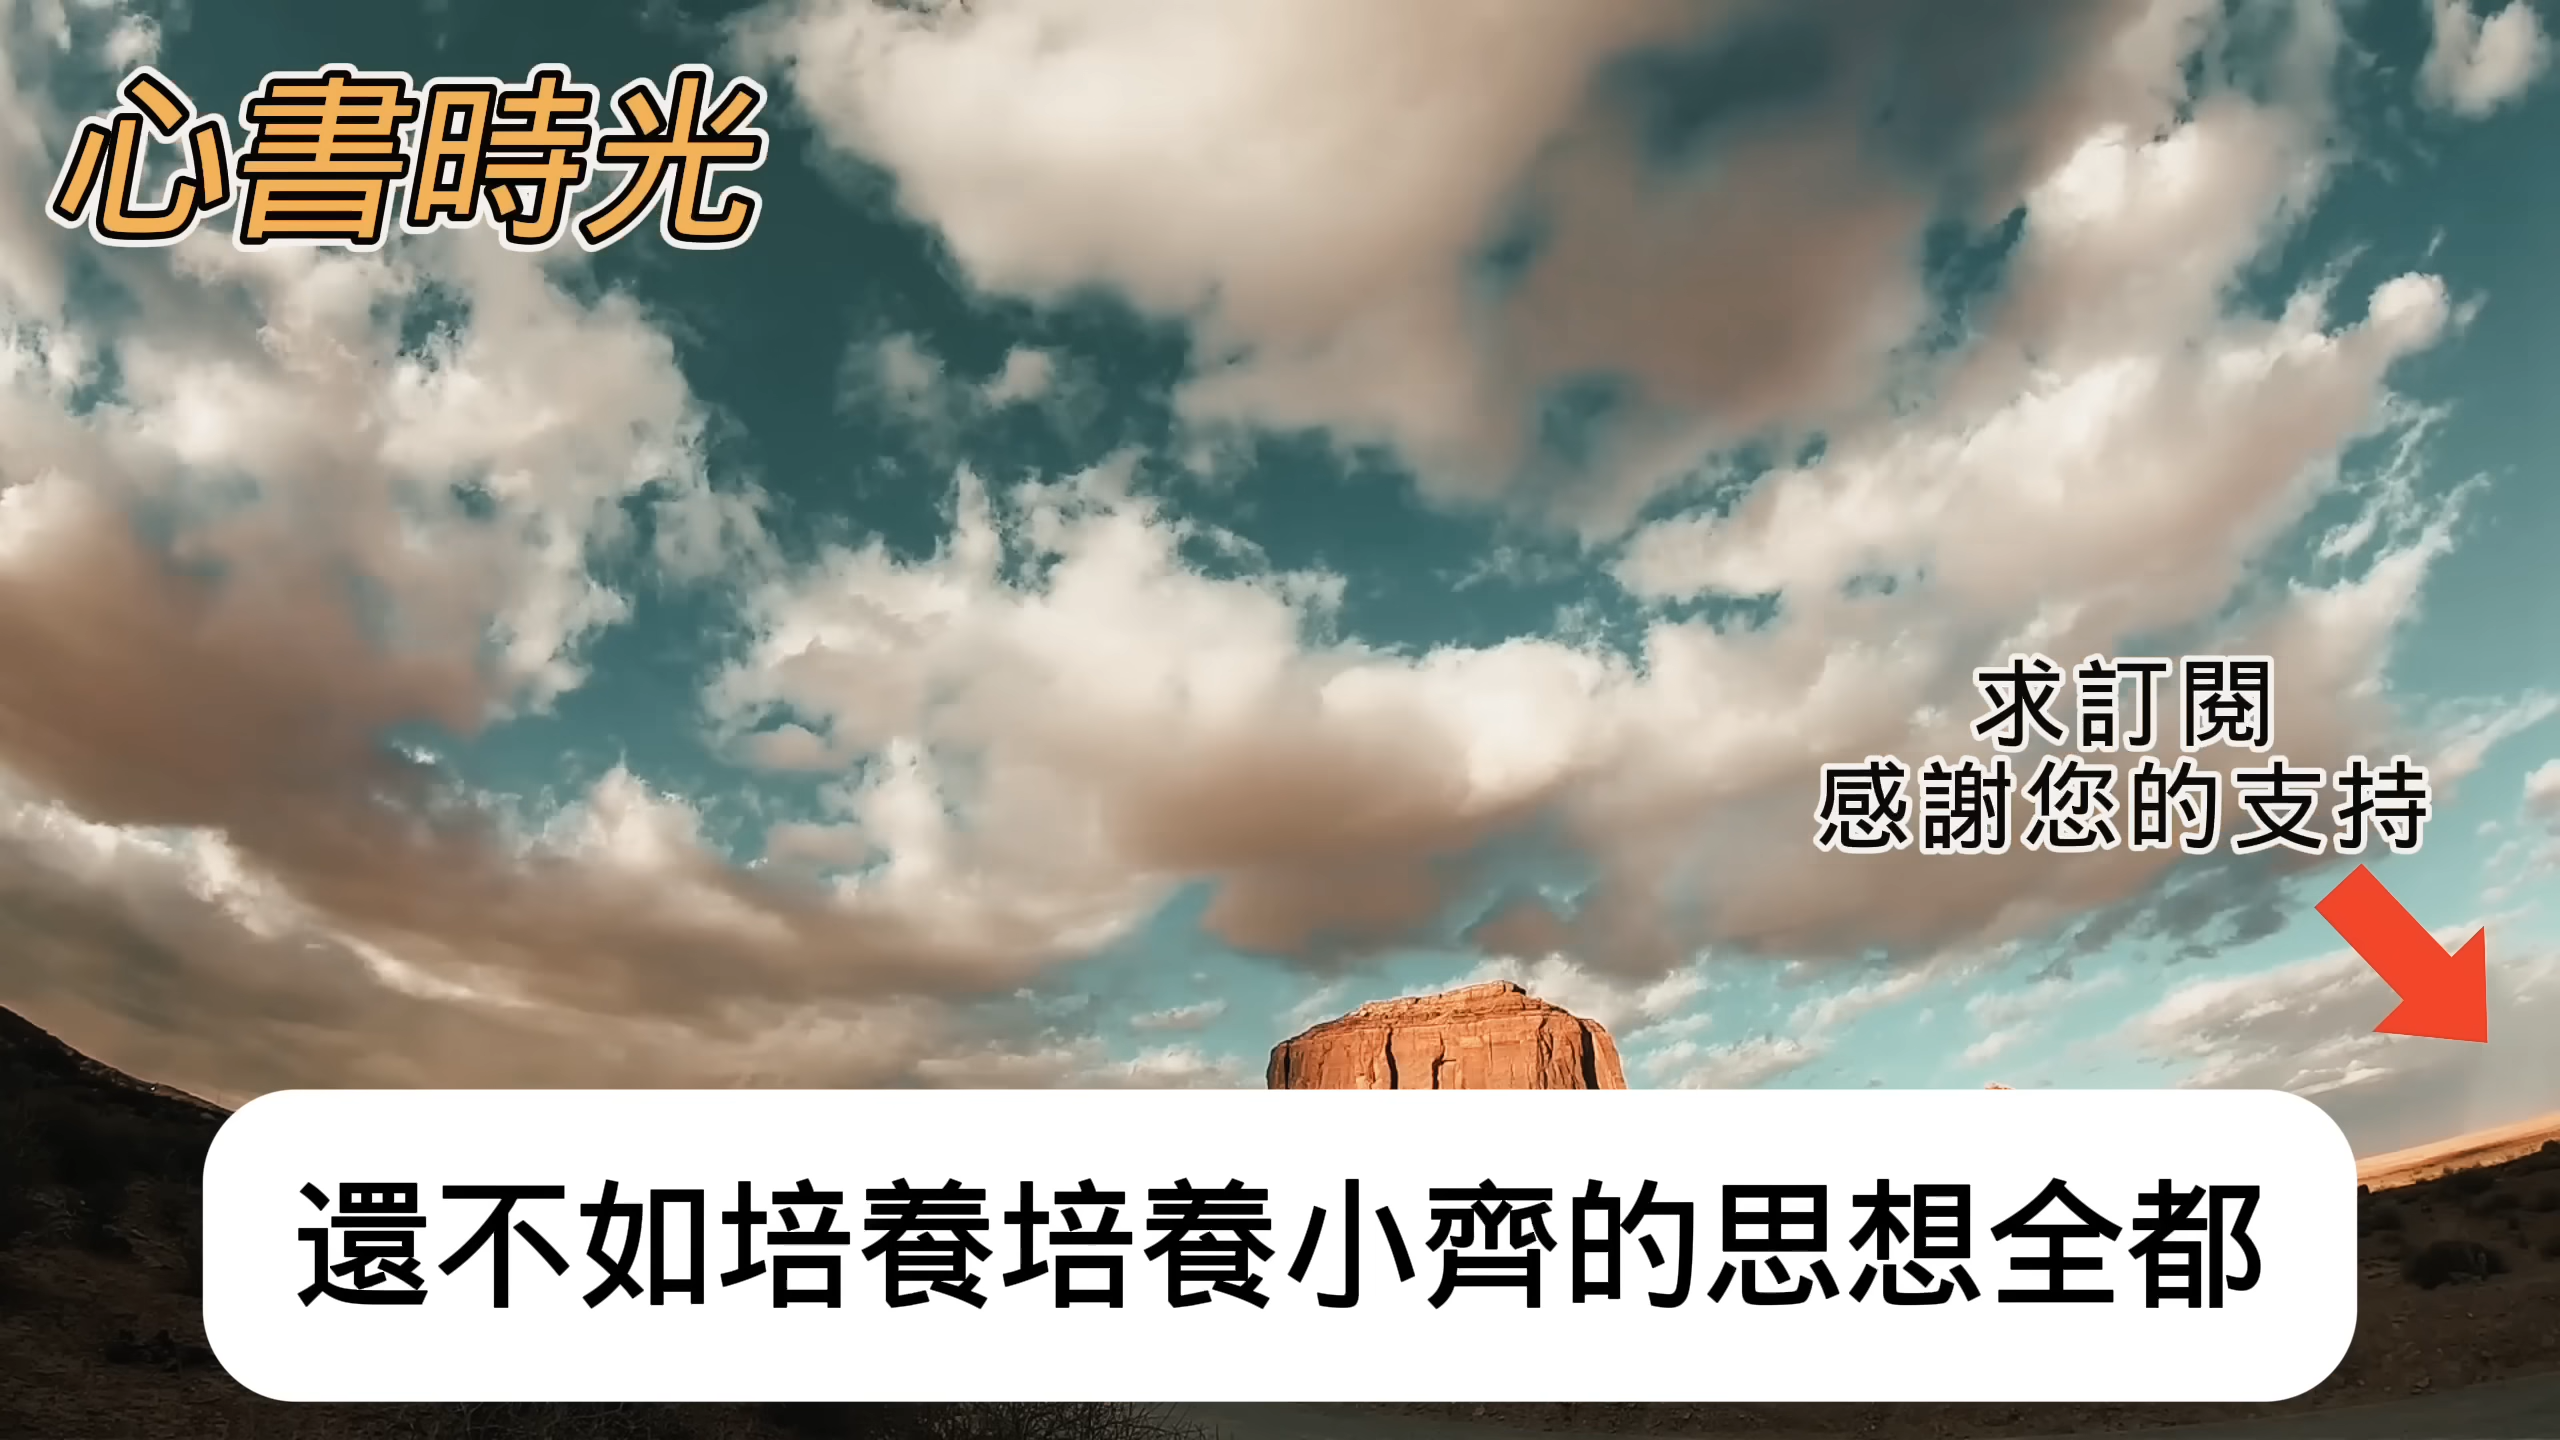 心書時光
求訂閱
感謝您的支持
還不如培養培養小齊的思想全都